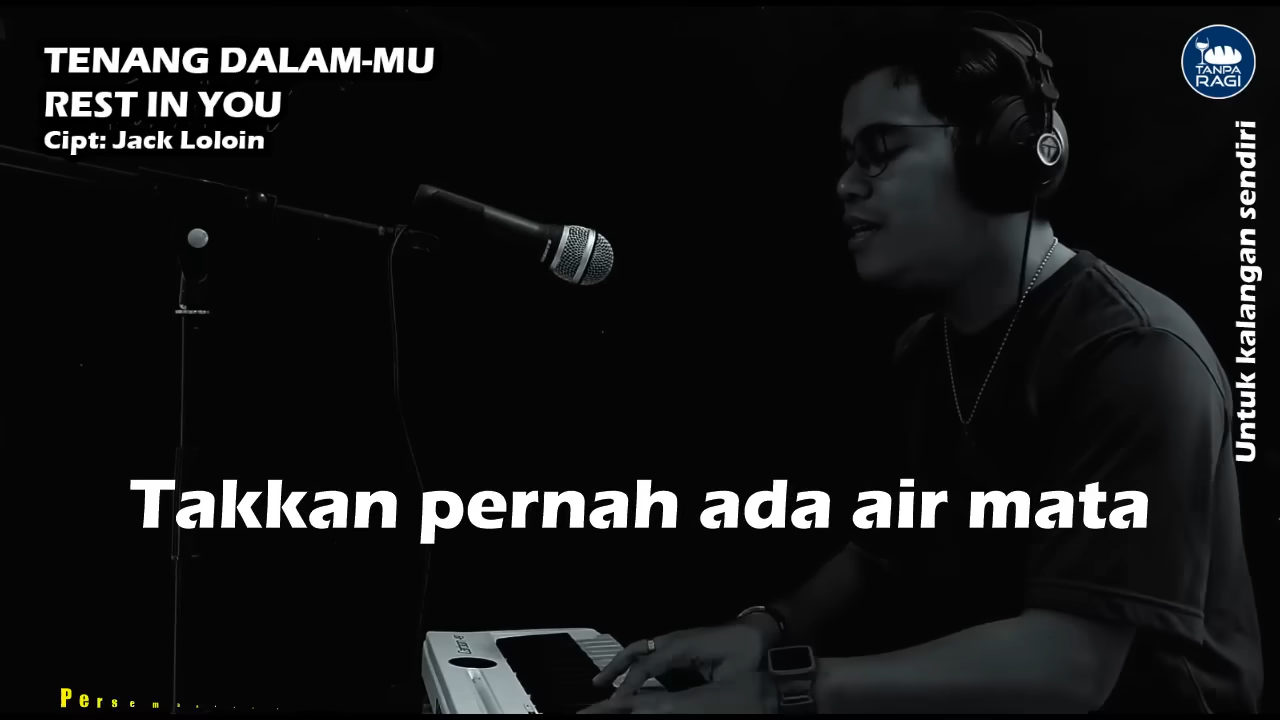 TENANG DALAM-MU
REST IN YOU
Cipt: Jack Loloin
TANPA
RAGI
Untuk kalangan sendiri
Takkan pernah ada air mata